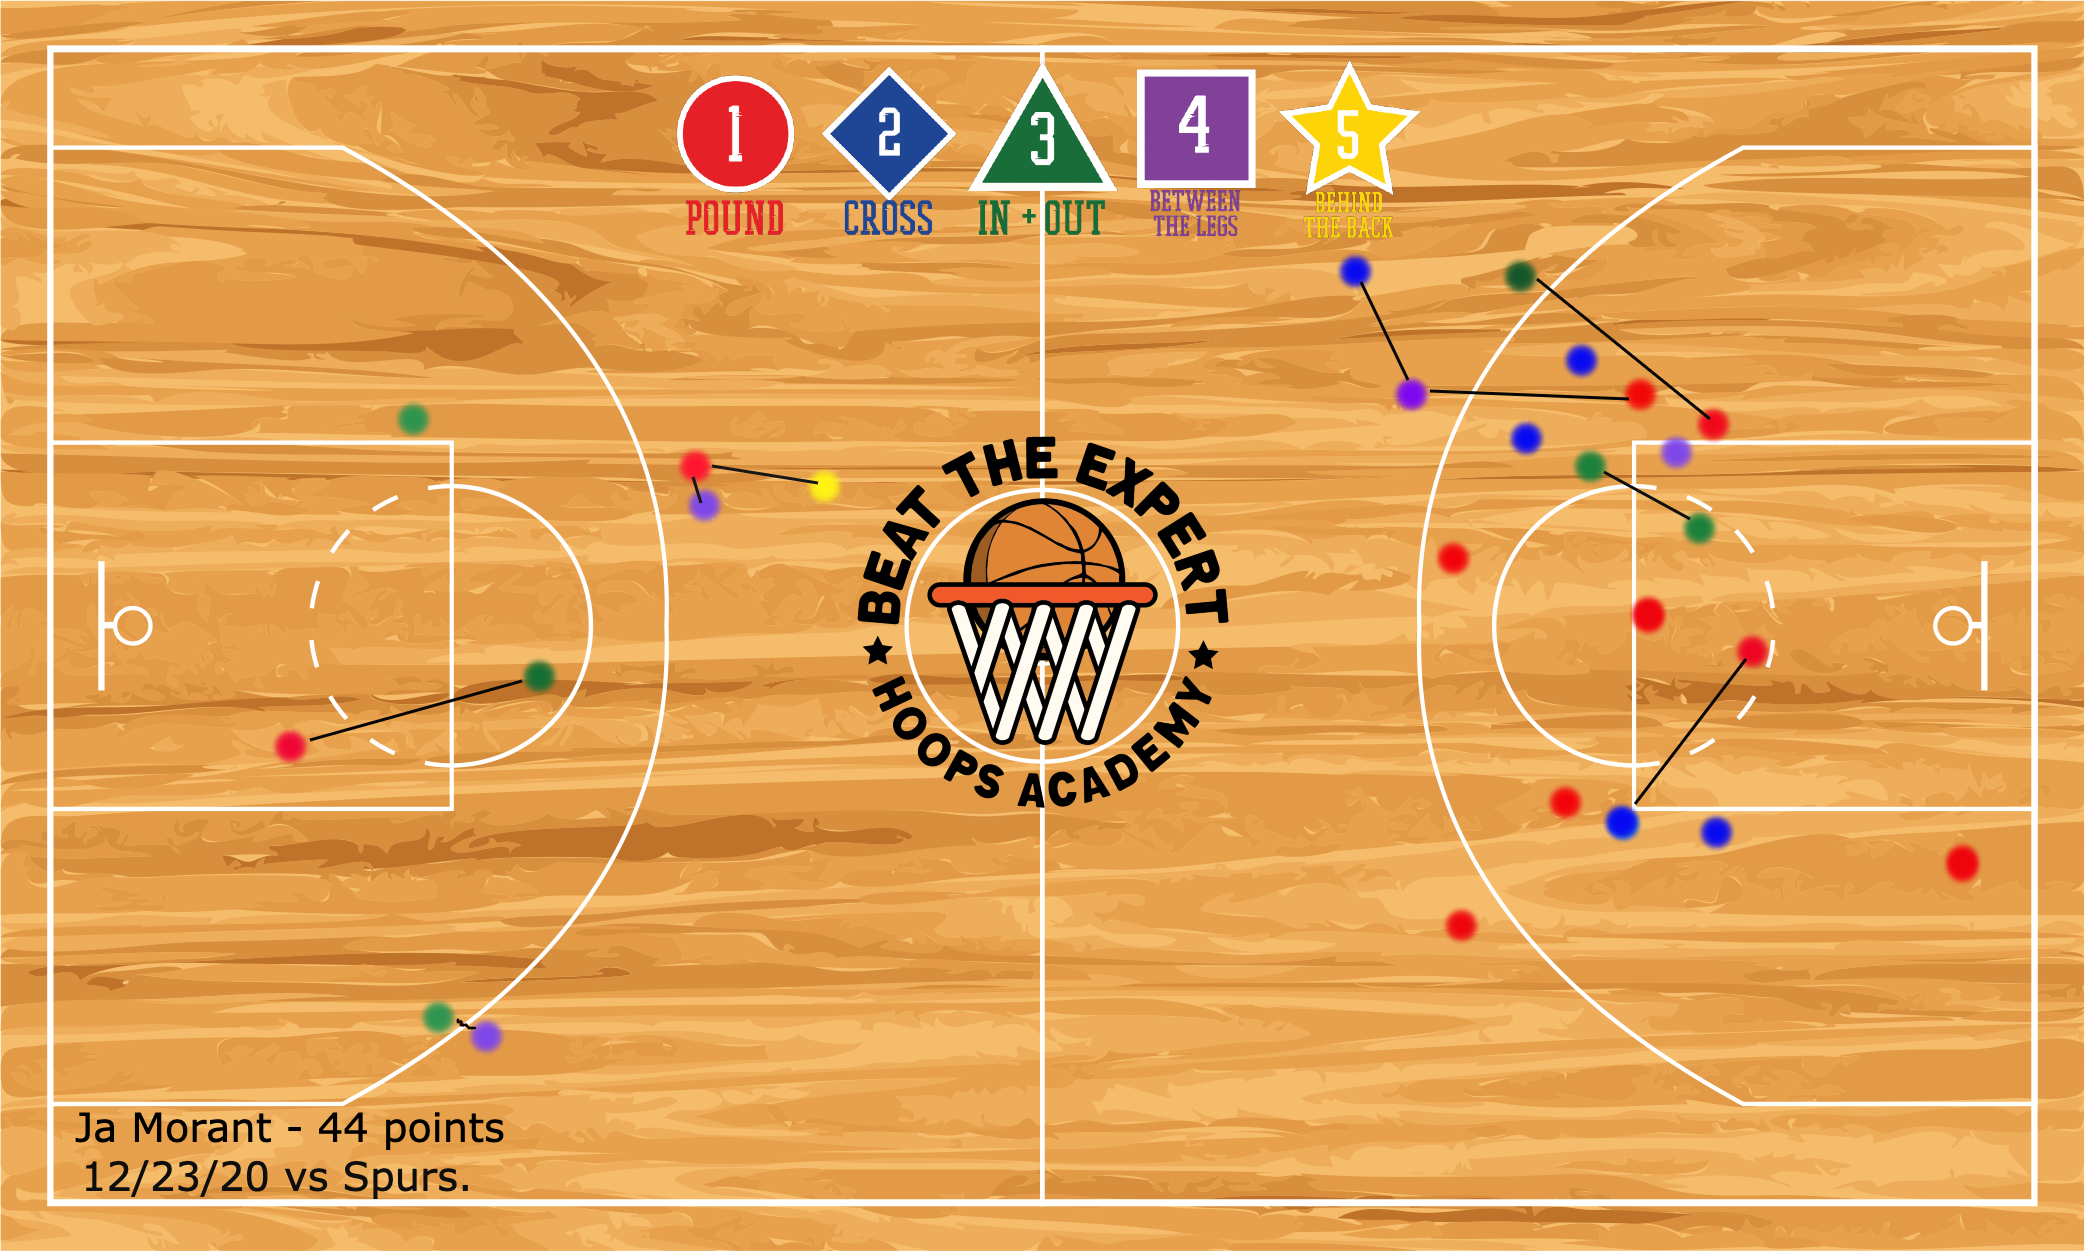 1 2 3 4 5
POUND CROSS IN + OUT BETWEEN THE LEGS BEHIND THE BACK
BEAT THE EXPERT
HOOPS ACADEMY
Ja Morant - 44 points
12/23/20 vs Spurs.